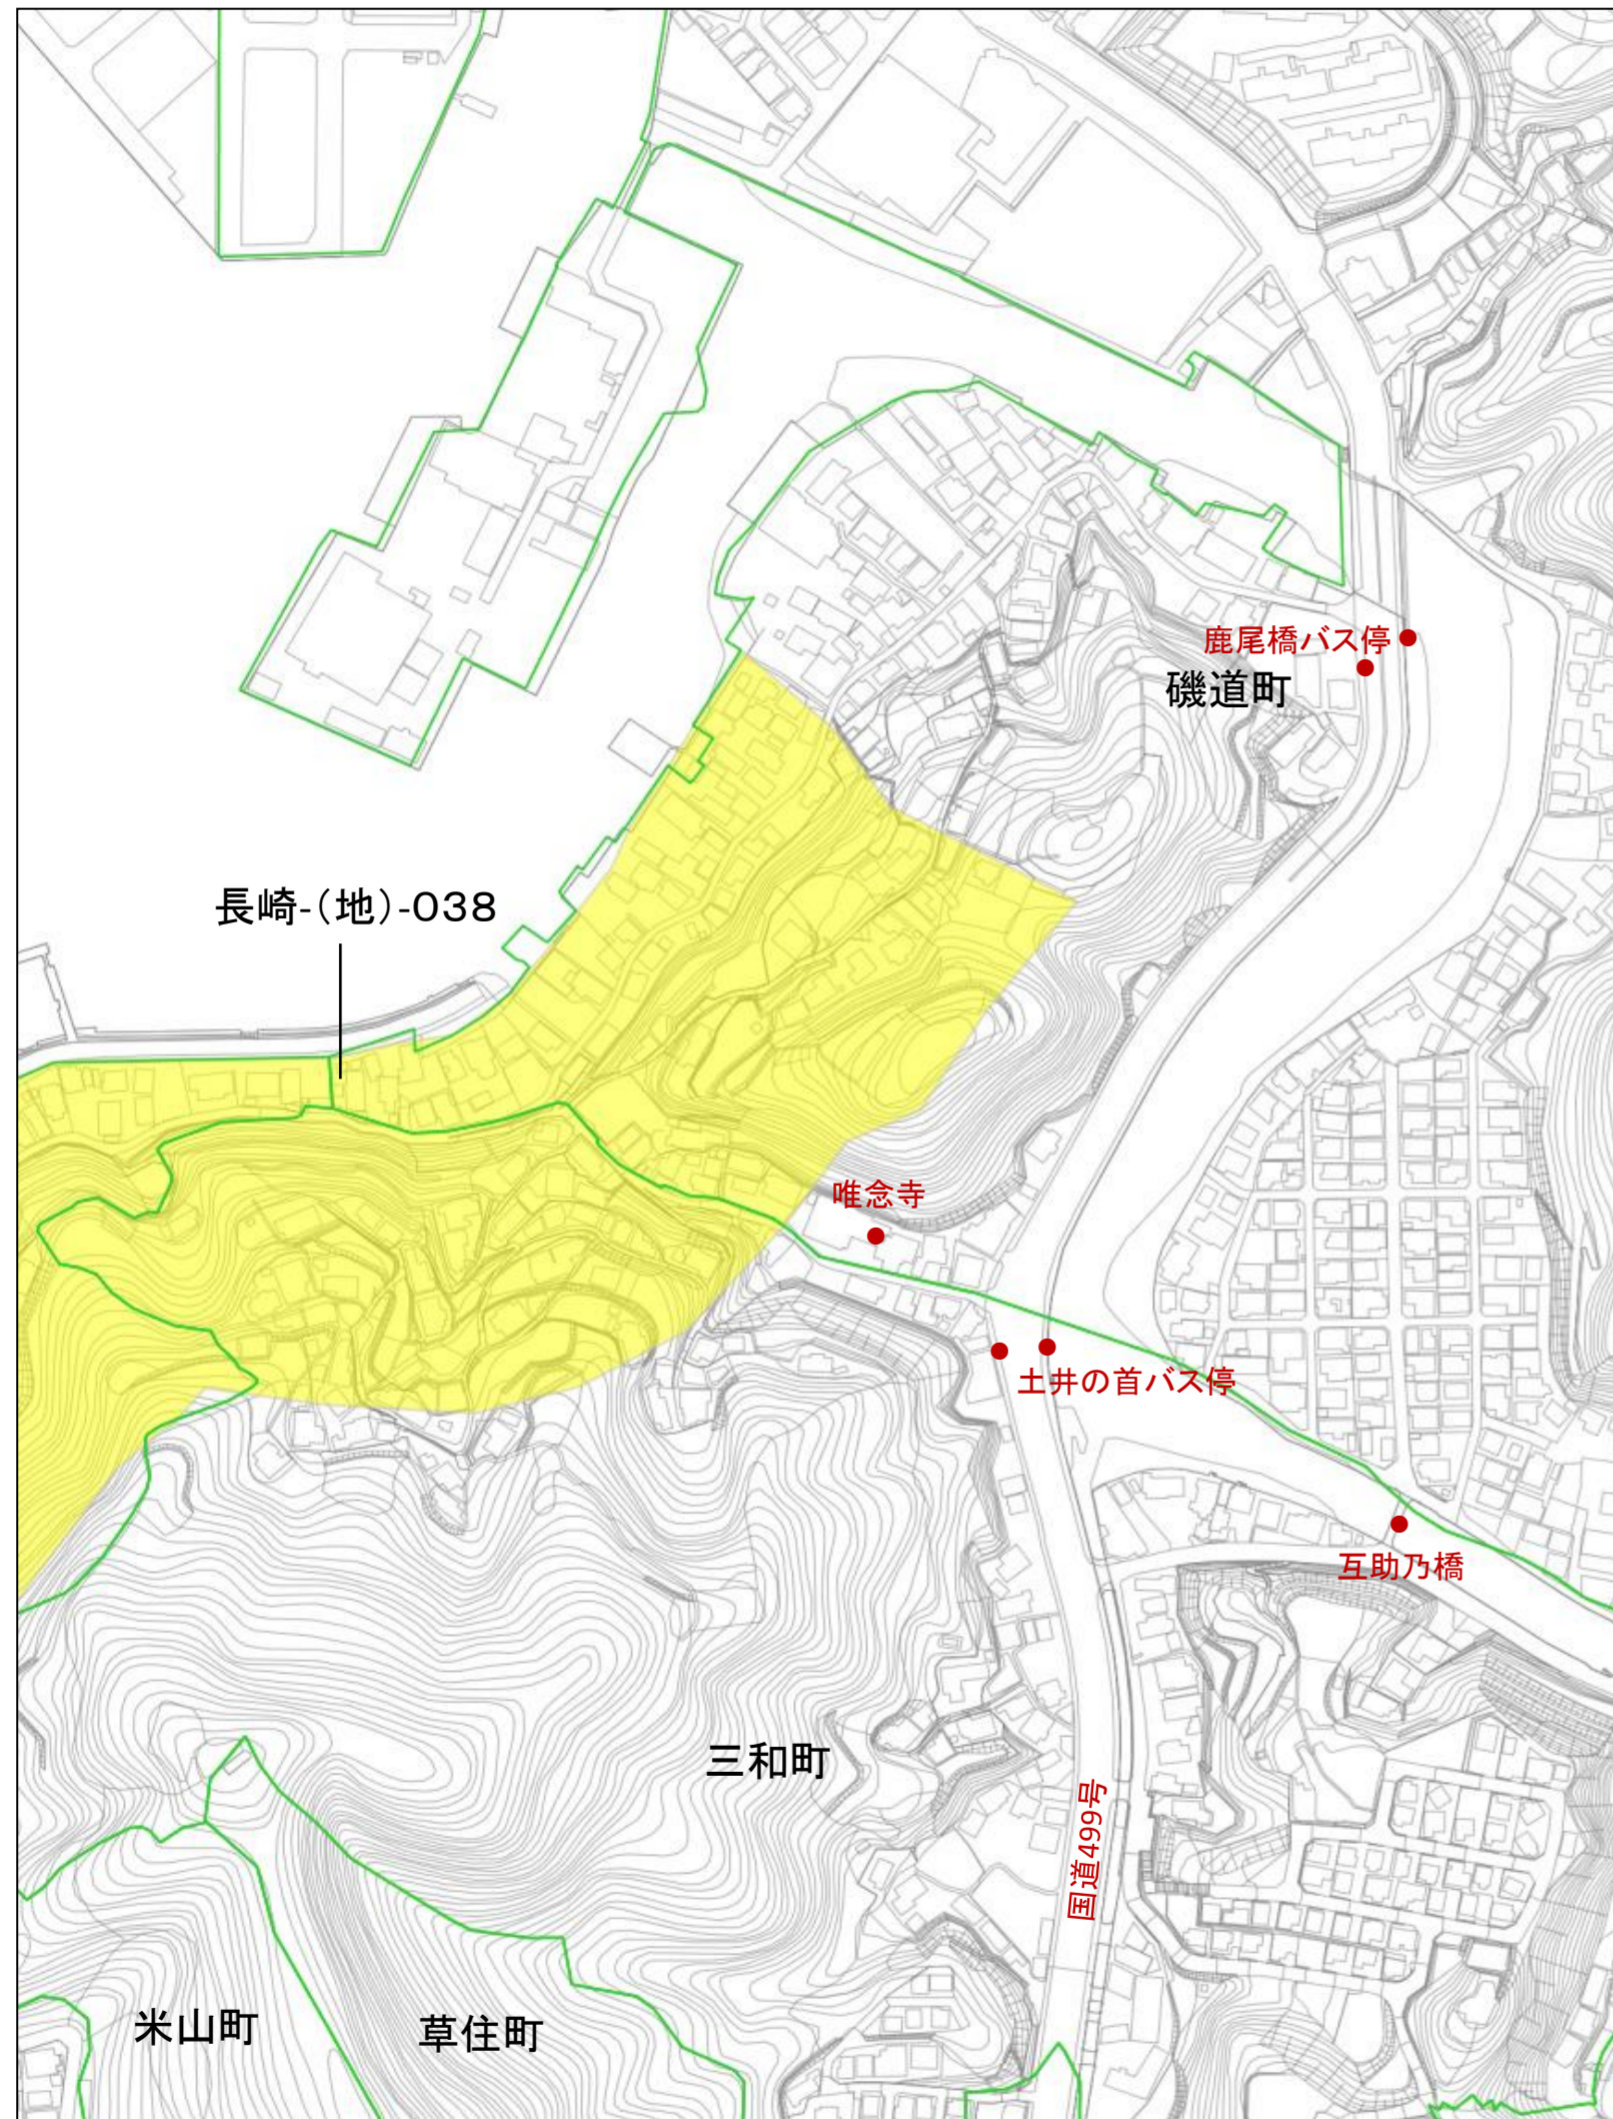 鹿尾橋バス停
磯道町
長崎-(地)-038
唯念寺
土井の首バス停
互助乃橋
三和町
国道499号
米山町
草住町